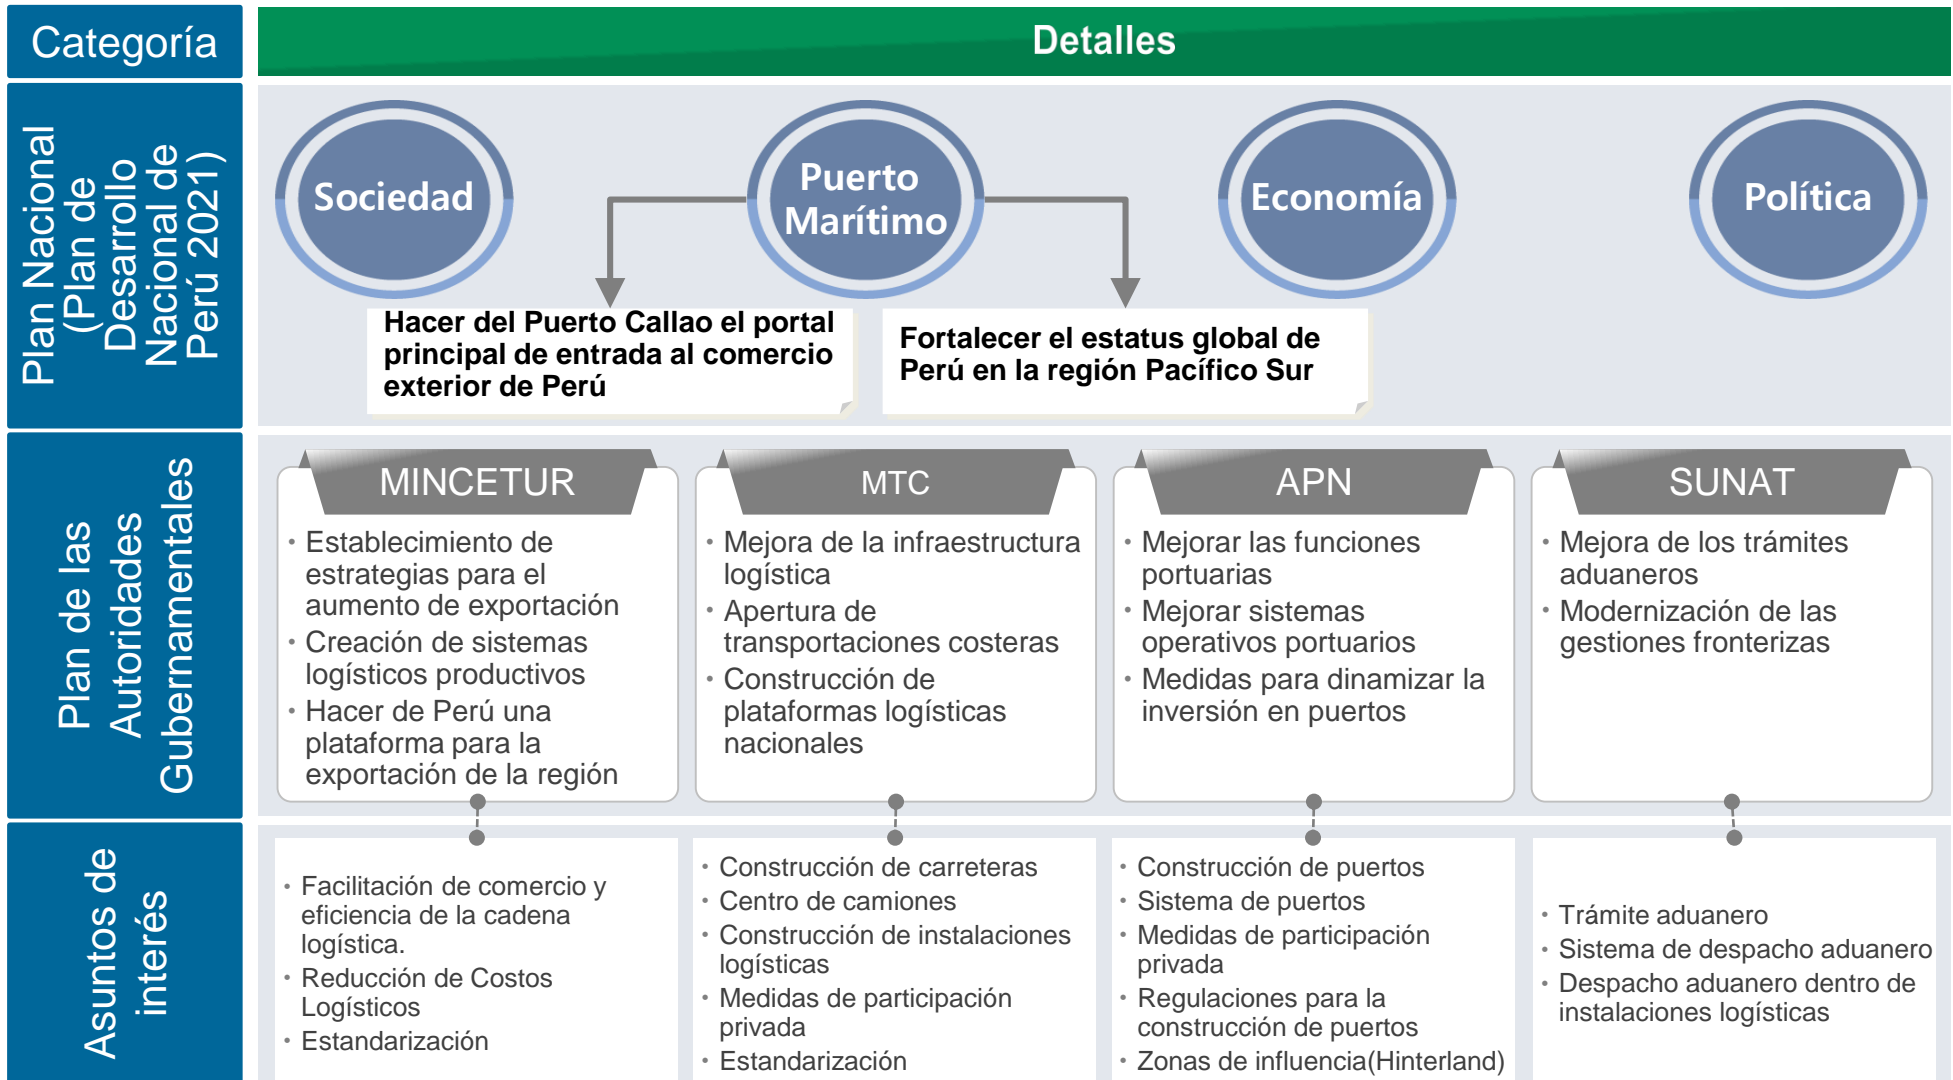 Categoría
Detalles
Plan Nacional
(Plan de
Desarrollo
Nacional de
Perú 2021)
Sociedad
Puerto
Marítimo
Economía
Política
Hacer del Puerto Callao el portal
principal de entrada al comercio
exterior de Perú
Fortalecer el estatus global de
Perú en la región Pacífico Sur
Plan de las
Autoridades
Gubernamentales
MINCETUR
• Establecimiento de
estrategias para el
aumento de exportación
• Creación de sistemas
logísticos productivos
• Hacer de Perú una
plataforma para la
exportación de la región
MTC
• Mejora de la infraestructura
logística
• Apertura de
transportaciones costeras
• Construcción de
plataformas logísticas
nacionales
APN
• Mejorar las funciones
portuarias
• Mejorar sistemas
operativos portuarios
• Medidas para dinamizar la
inversión en puertos
SUNAT
• Mejora de los trámites
aduaneros
• Modernización de las
gestiones fronterizas
Asuntos de
interés
• Facilitación de comercio y
eficiencia de la cadena
logística.
• Reducción de Costos
Logísticos
• Estandarización
• Construcción de carreteras
• Centro de camiones
• Construcción de instalaciones
logísticas
• Medidas de participación
privada
• Estandarización
• Construcción de puertos
• Sistema de puertos
• Medidas de participación
privada
• Regulaciones para la
construcción de puertos
• Zonas de influencia(Hinterland)
• Trámite aduanero
• Sistema de despacho aduanero
• Despacho aduanero dentro de
instalaciones logísticas